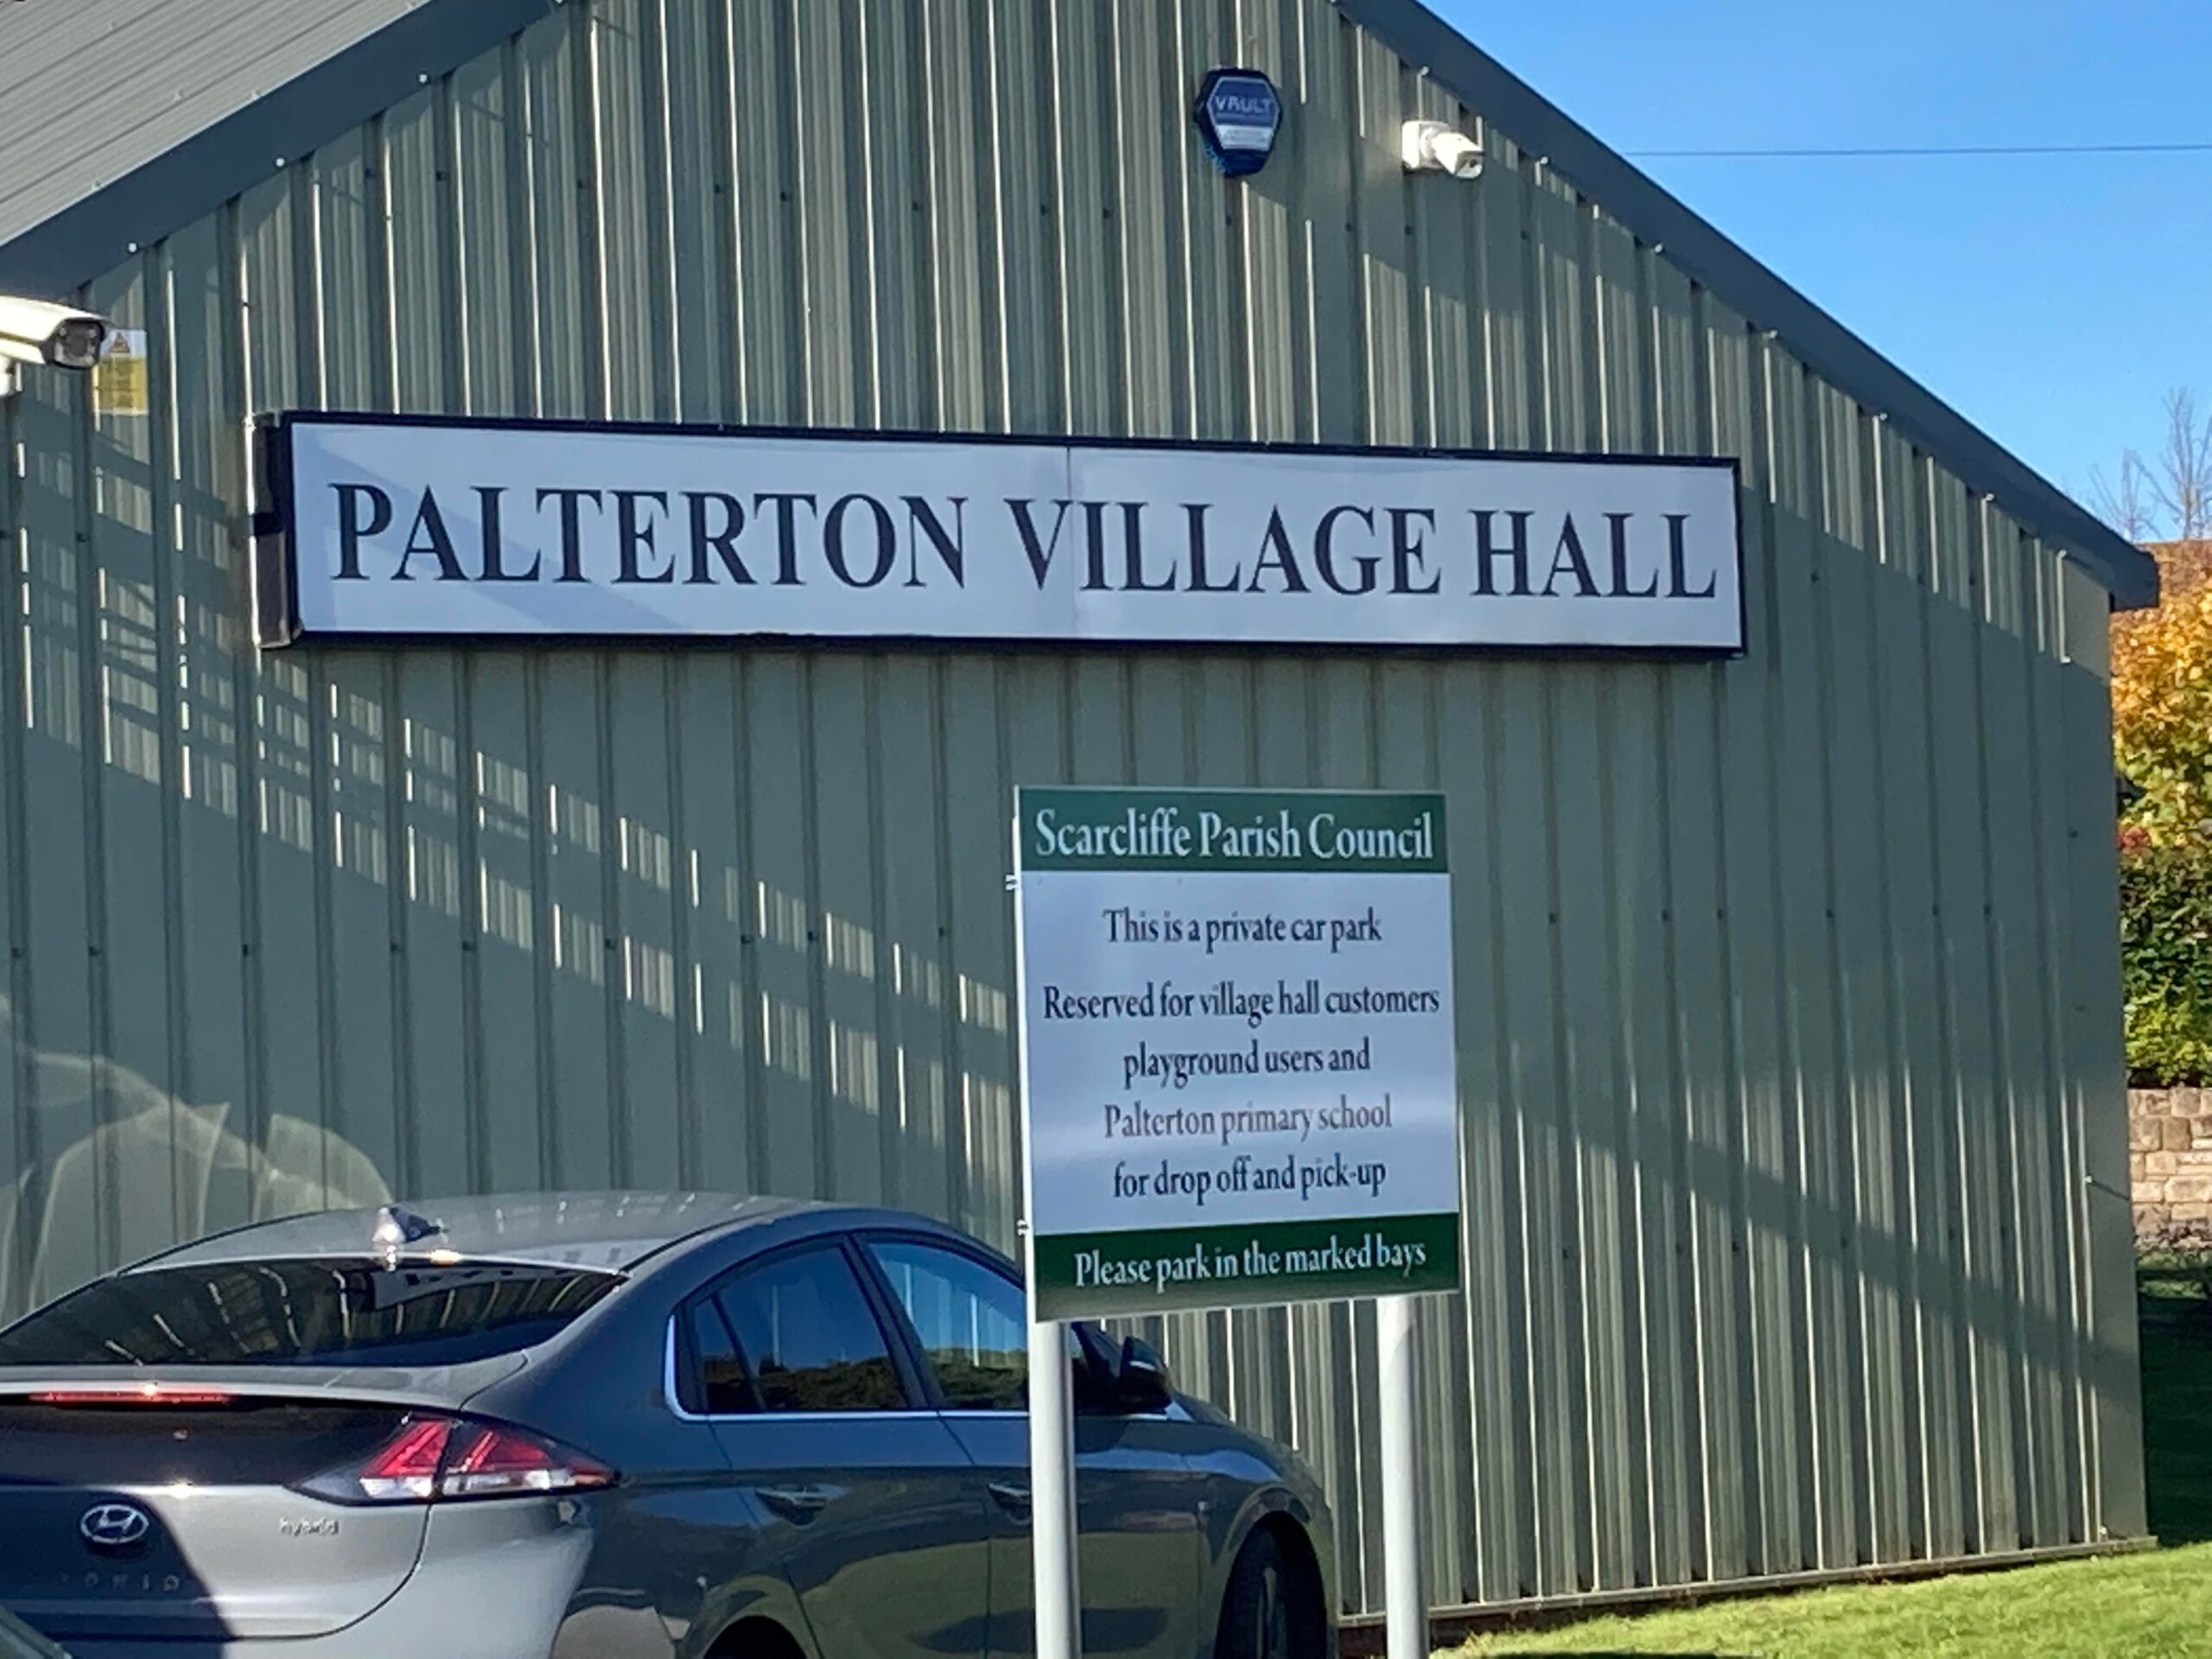 VAULT
PALTERTON VILLAGE HALL
Scarcliffe Parish Council
This is a private car park
Reserved for village hall customers
playground users and
Palterton primary school
for drop off and pick-up
Please park in the marked bays
hybrid
IONIQ